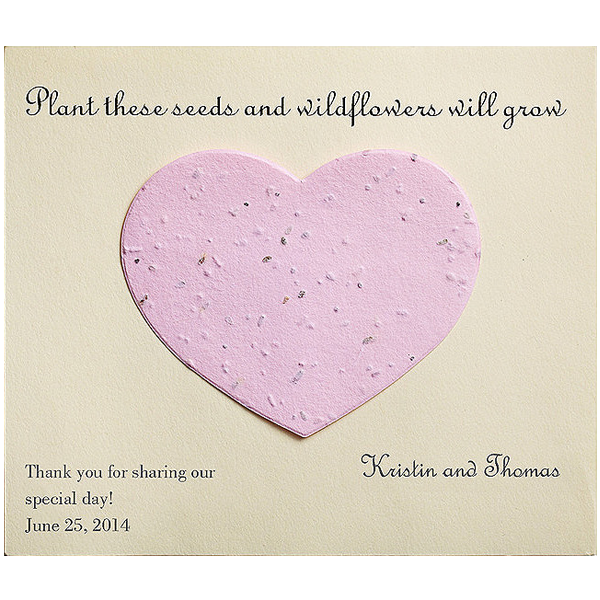 Plant these seeds and wildflowers will grow
Thank you for sharing our
special day!
June 25, 2014
Kristin and Thomas